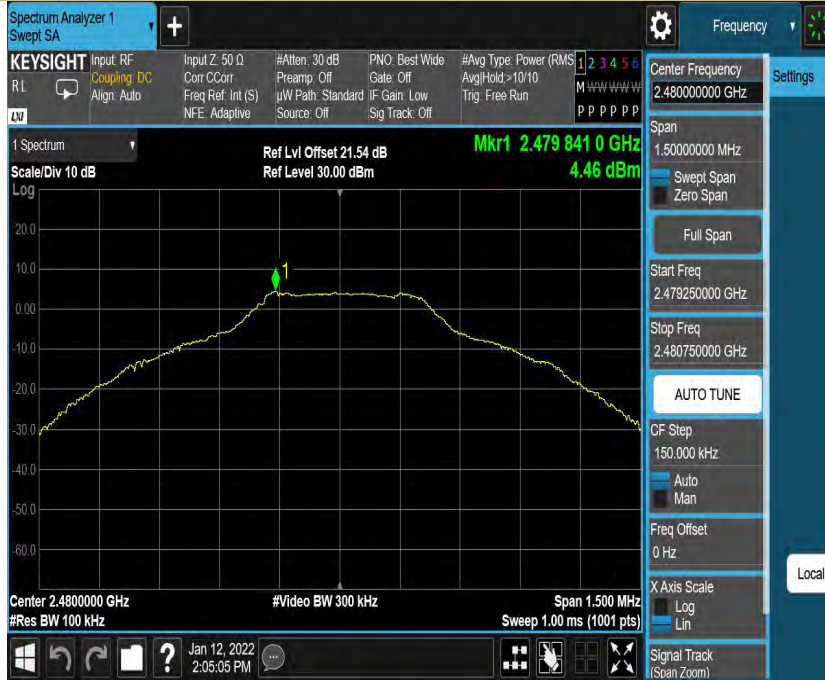 Spectrum Analyzer 1
Swept SA
+
Frequency
KEYSIGHT
RL
LXI
Input: RF
Coupling: DC
Align: Auto
Input Z: 50 Ω
Corr CCorr
Freq Ref: Int (S)
NFE: Adaptive
#Atten: 30 dB
Preamp: Off
µW Path: Standard
Source: Off
PNO: Best Wide
Gate: Off
IF Gain: Low
Sig Track: Off
#Avg Type: Power (RMS
Avg|Hold:>10/10
Trig: Free Run
1 2 3 4 5 6
M W W W W W
P P P P P P
1 Spectrum
Scale/Div 10 dB
Log
Ref Lvl Offset 21.54 dB
Ref Level 30.00 dBm
Mkr1 2.479 841 0 GHz
4.46 dBm
1
20.0
10.0
0.00
-10.0
-20.0
-30.0
-40.0
-50.0
-60.0
Center 2.4800000 GHz
#Res BW 100 kHz
#Video BW 300 kHz
Span 1.500 MHz
Sweep 1.00 ms (1001 pts)
?
Jan 12, 2022
2:05:05 PM
Center Frequency
2.480000000 GHz
Settings
Span
1.50000000 MHz
Swept Span
Zero Span
Full Span
Start Freq
2.479250000 GHz
Stop Freq
2.480750000 GHz
AUTO TUNE
CF Step
150.000 kHz
Auto
Man
Freq Offset
0 Hz
Local
X Axis Scale
Log
Lin
Signal Track
(Span Zoom)